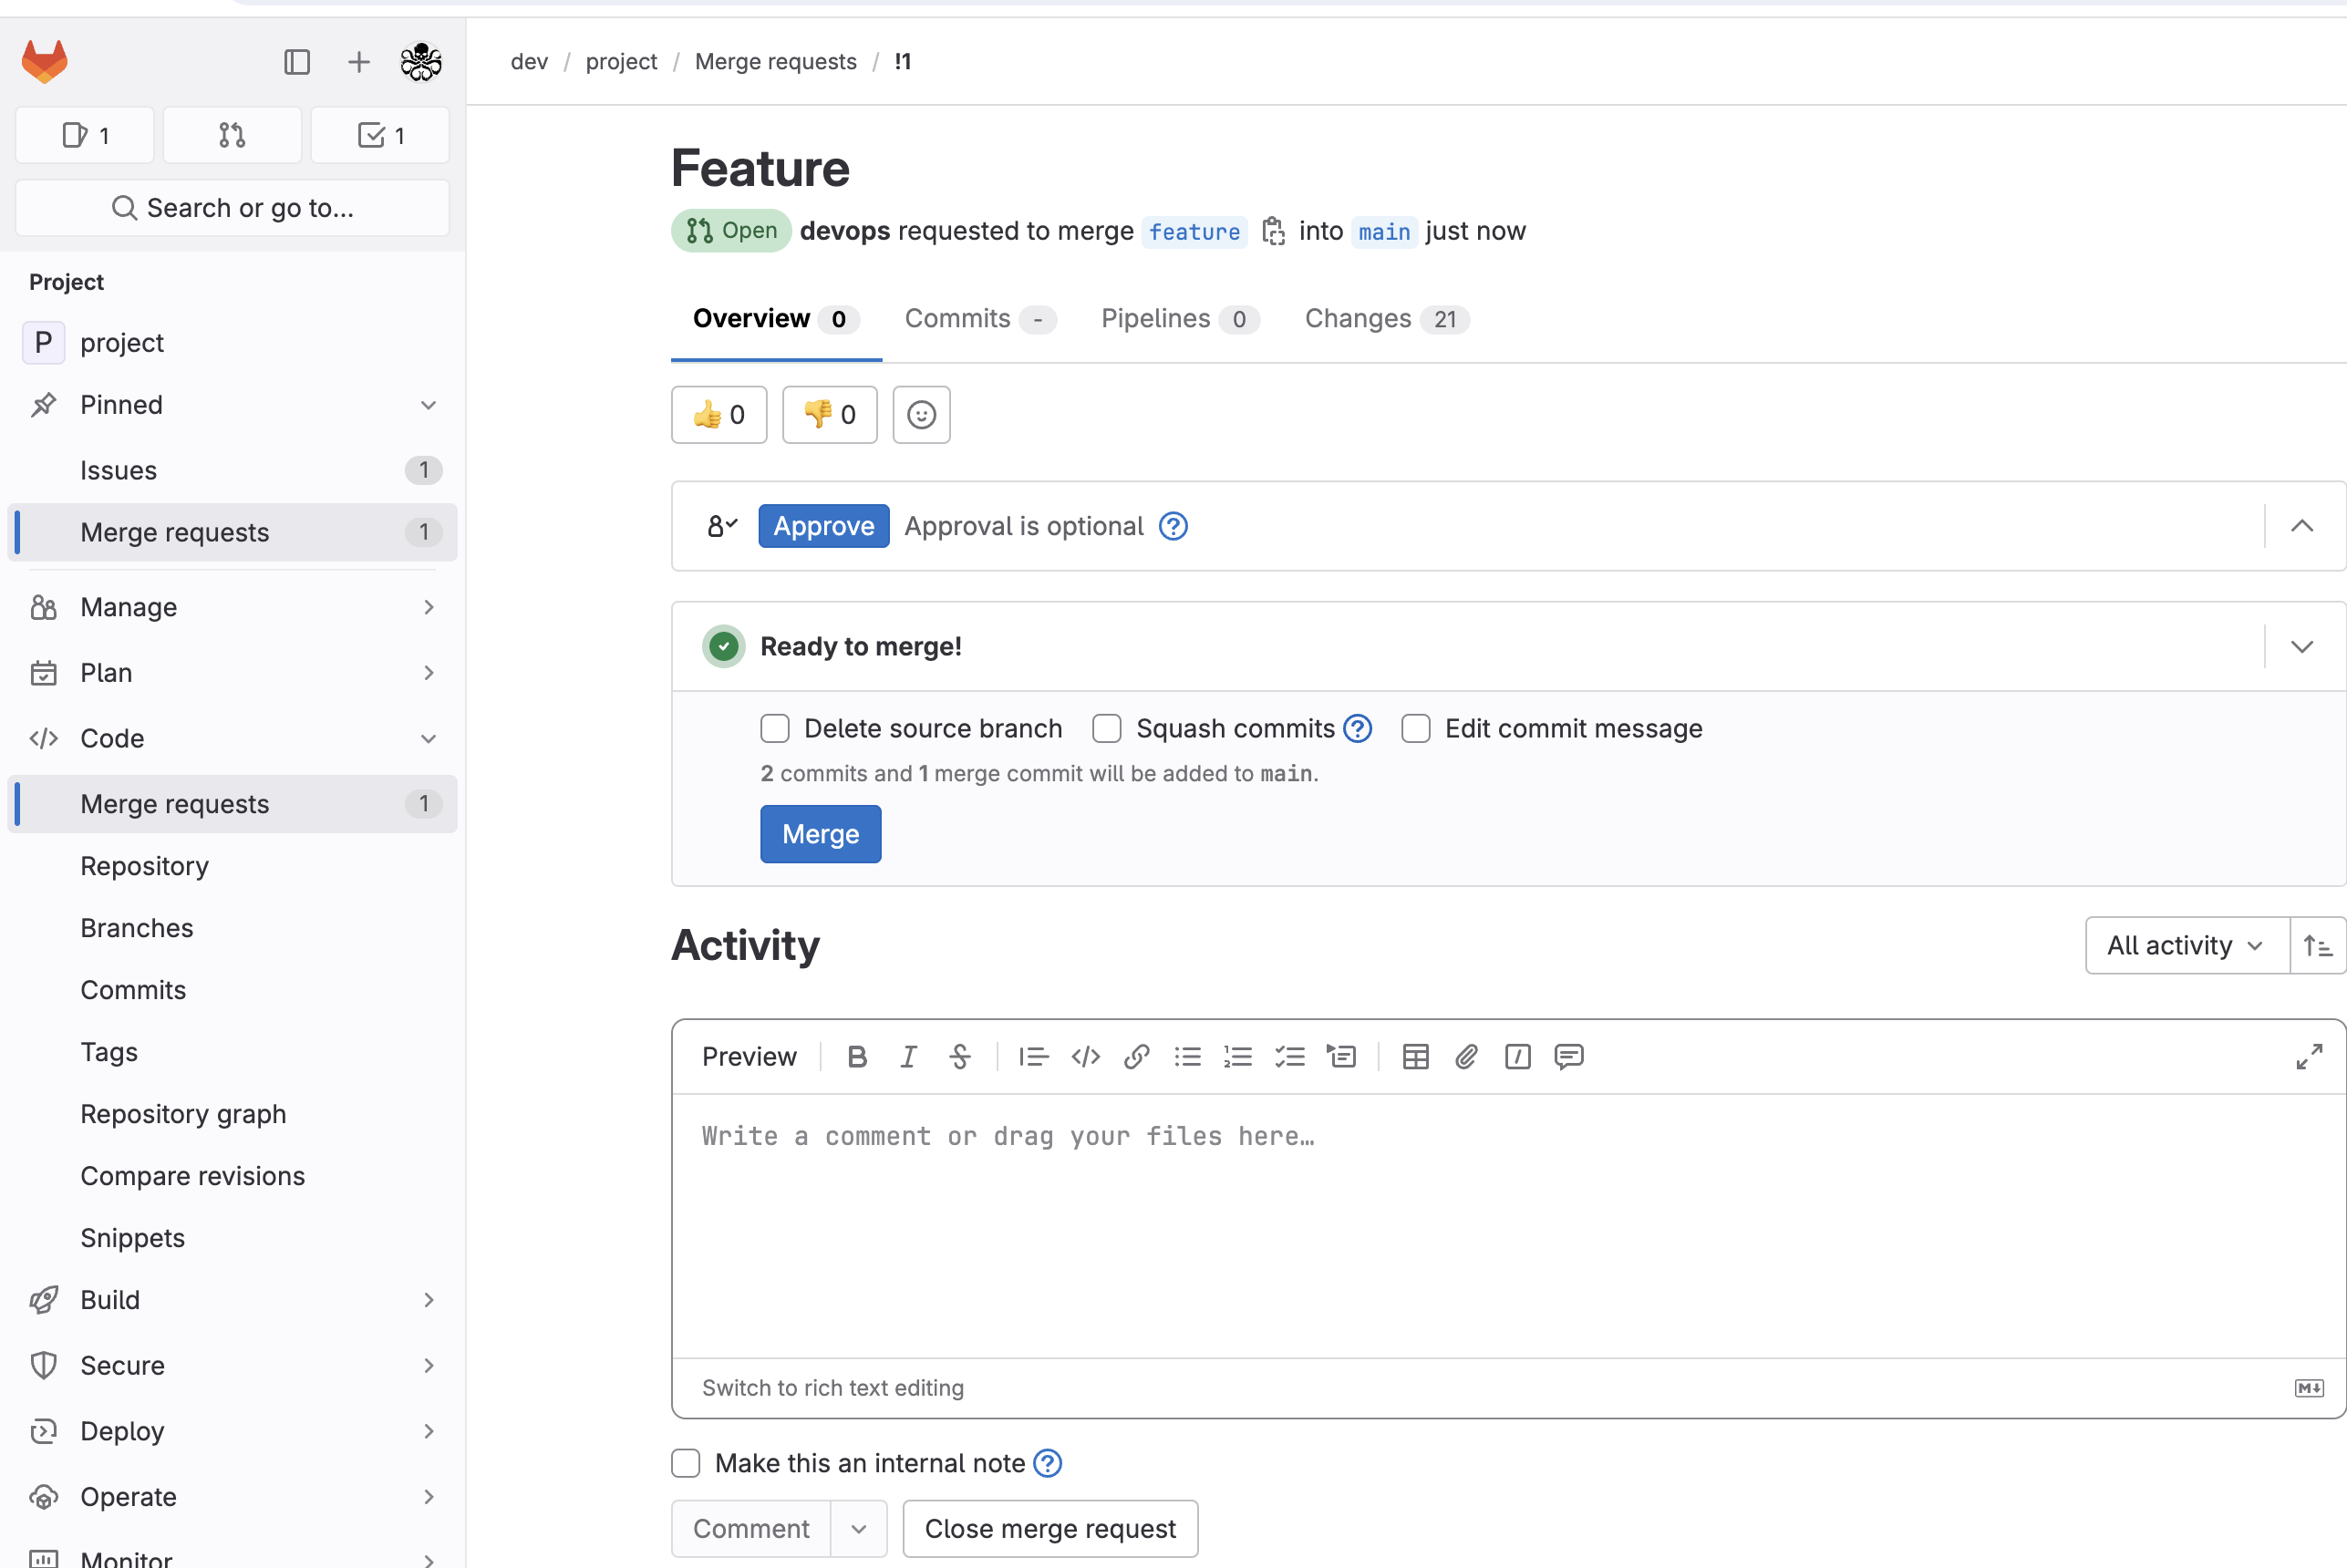 dev / project / Merge requests / !1
1
1
Search or go to...
Project
P project
Pinned
Issues 1
Merge requests 1
Manage
Plan
Code
Merge requests 1
Repository
Branches
Commits
Tags
Repository graph
Compare revisions
Snippets
Build
Secure
Deploy
Operate
Monitor
Feature
Open devops requested to merge feature into main just now
Overview 0 Commits - Pipelines 0 Changes 21
👍 0 👎 0
Approve Approval is optional
Ready to merge!
Delete source branch Squash commits Edit commit message
2 commits and 1 merge commit will be added to main.
Merge
Activity
All activity
Preview
Write a comment or drag your files here…
Switch to rich text editing
Make this an internal note
Comment Close merge request